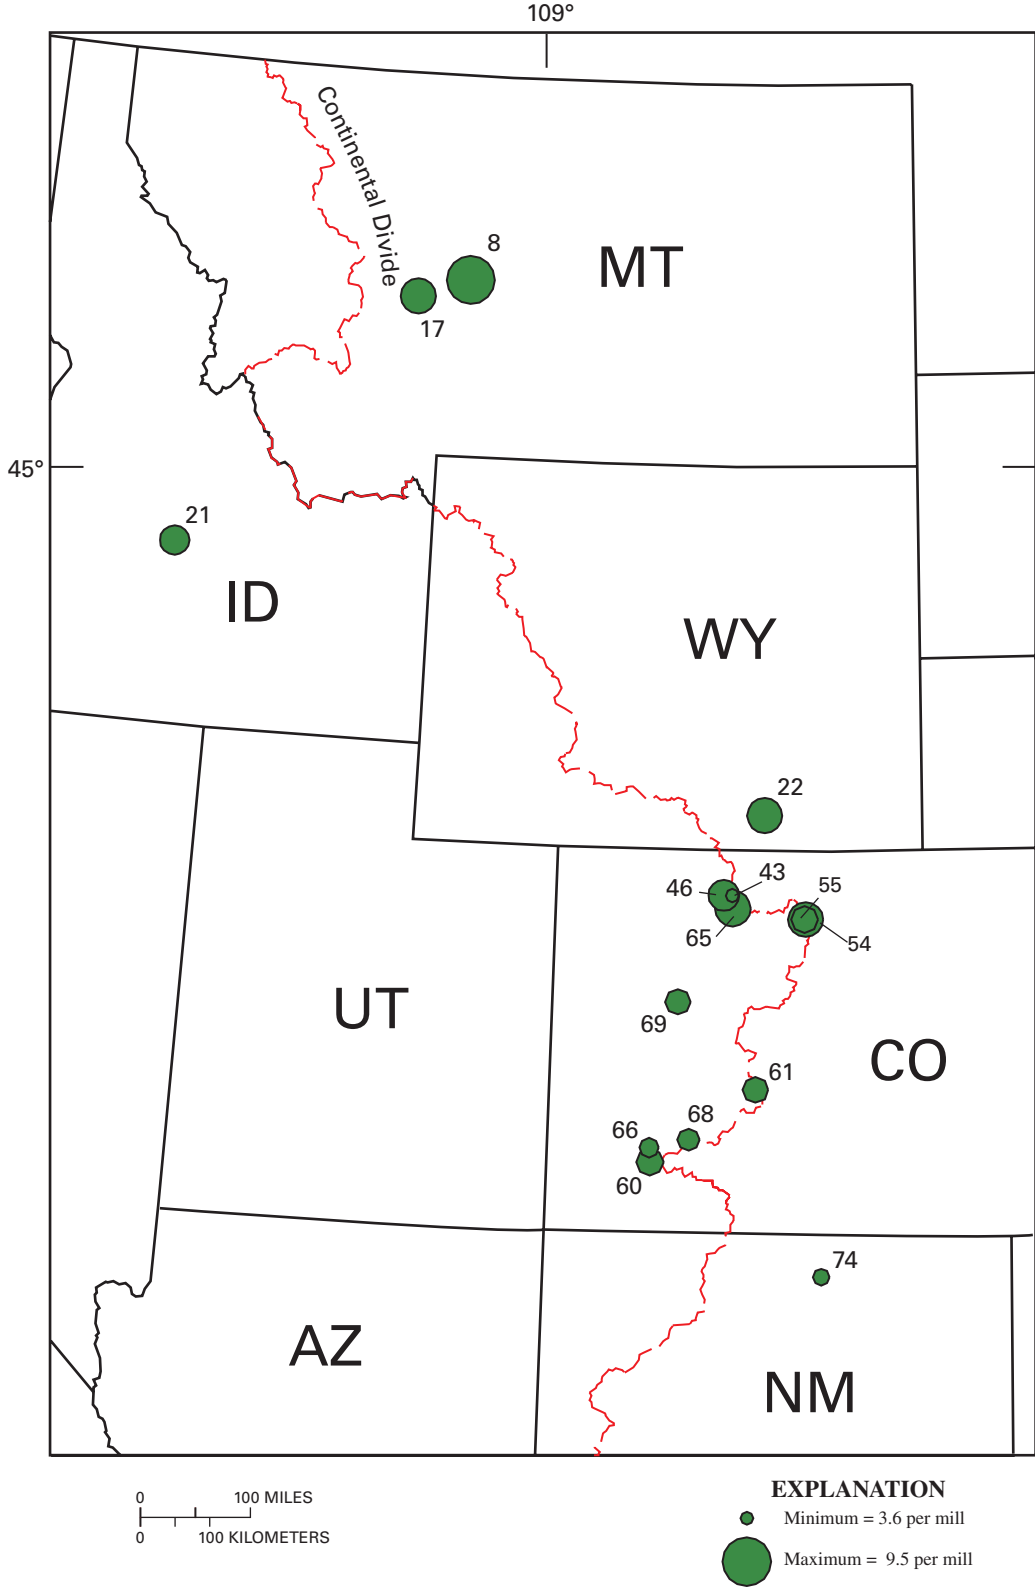 109°
Continental Divide
8
MT
17
45°
21
ID
WY
22
43
46
55
65
54
UT
69
CO
61
68
66
60
74
AZ
NM
EXPLANATION
0 100 MILES
Minimum = 3.6 per mill
0 100 KILOMETERS
Maximum = 9.5 per mill